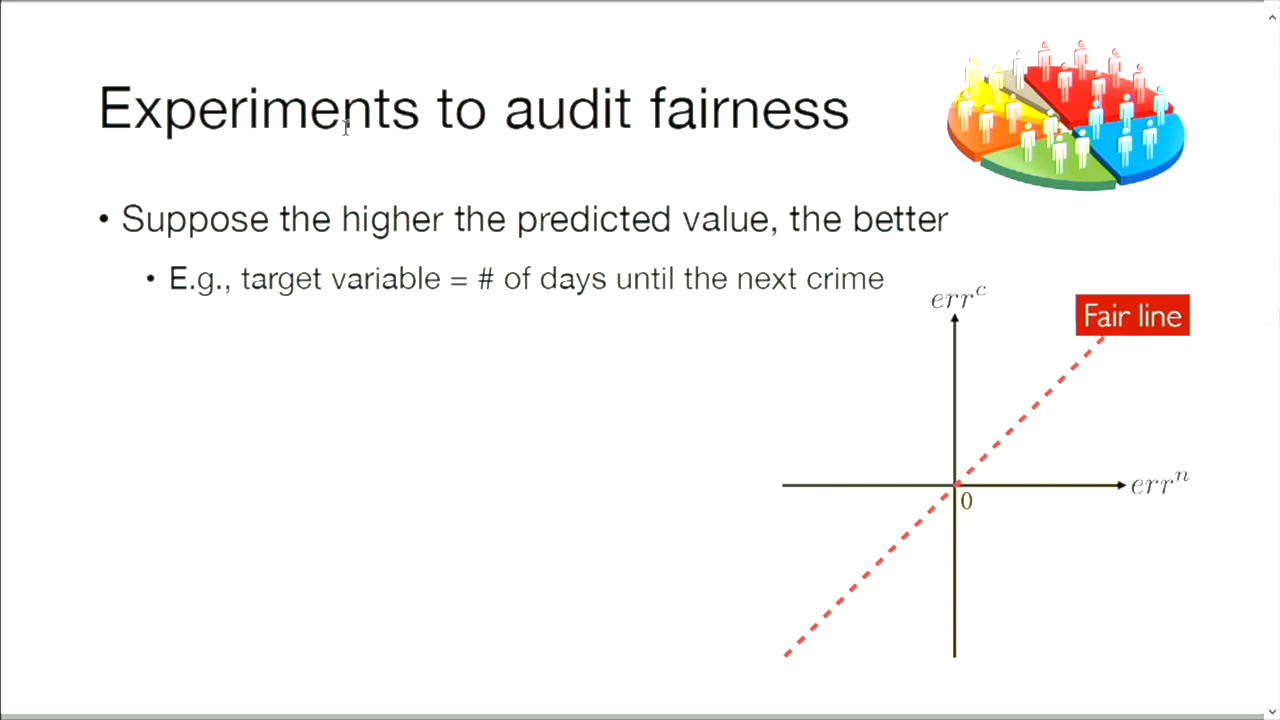 Experiments to audit fairness
• Suppose the higher the predicted value, the better
• E.g., target variable = # of days until the next crime
err^c
Fair line
err^n
0